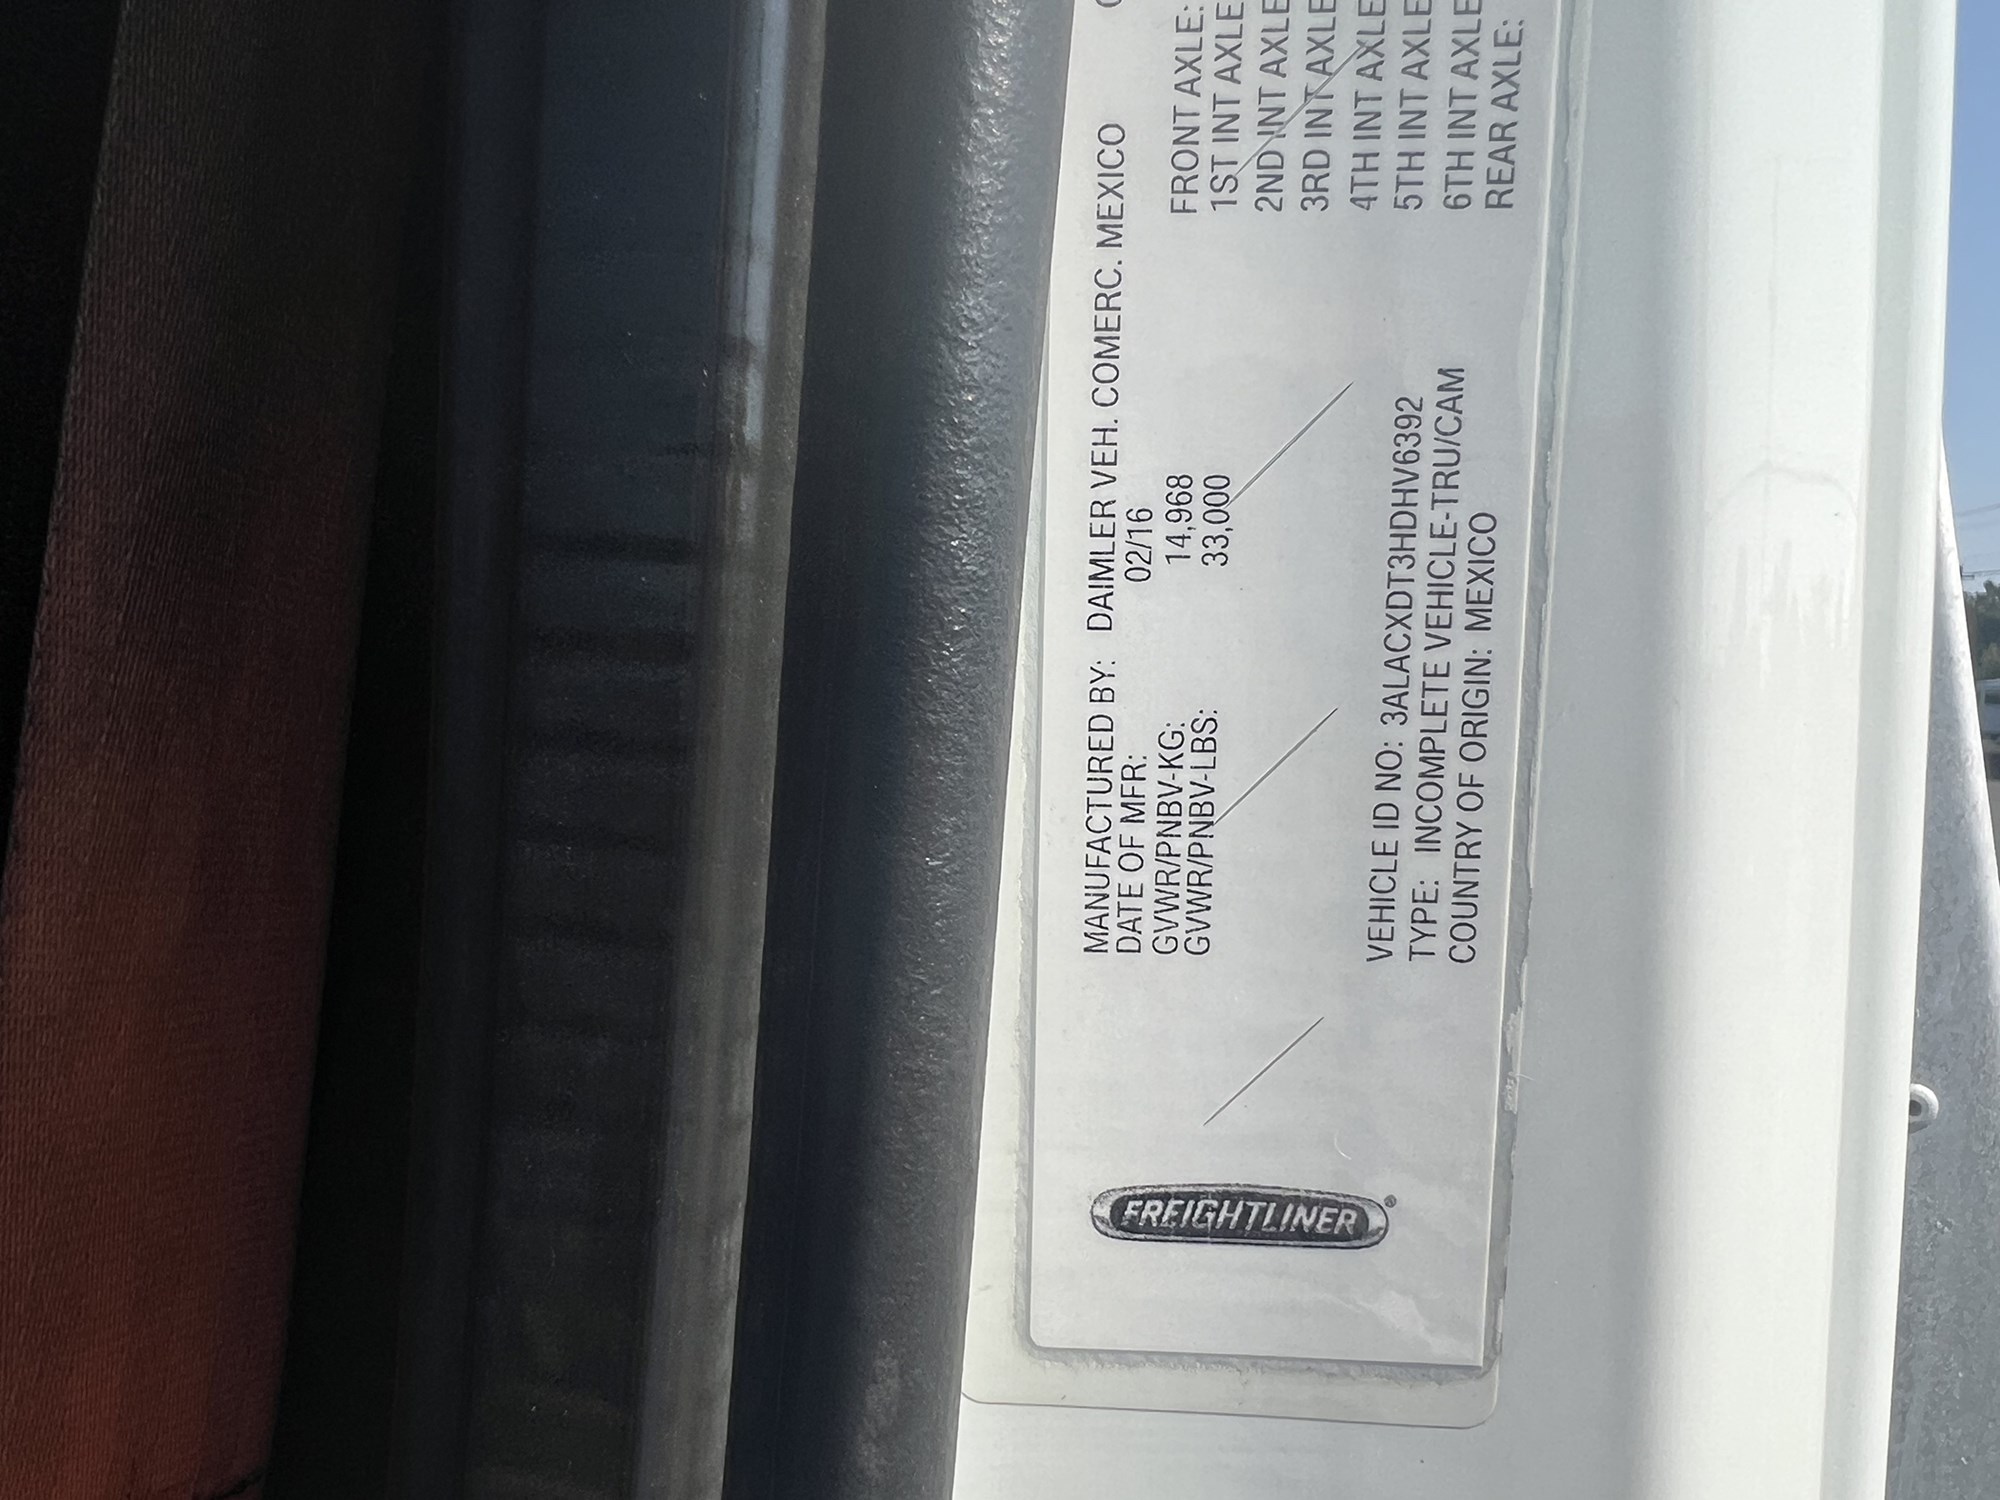 FREIGHTLINER®
MANUFACTURED BY: DAIMLER VEH. COMERC. MEXICO
DATE OF MFR: 02/16
GVWR/PNBV-KG: 14,968
GVWR/PNBV-LBS: 33,000
VEHICLE ID NO: 3ALACXDT3HDHV6392
TYPE: INCOMPLETE VEHICLE-TRU/CAM
COUNTRY OF ORIGIN: MEXICO
FRONT AXLE:
1ST INT AXLE
2ND INT AXLE
3RD INT AXLE
4TH INT AXLE
5TH INT AXLE
6TH INT AXLE
REAR AXLE: